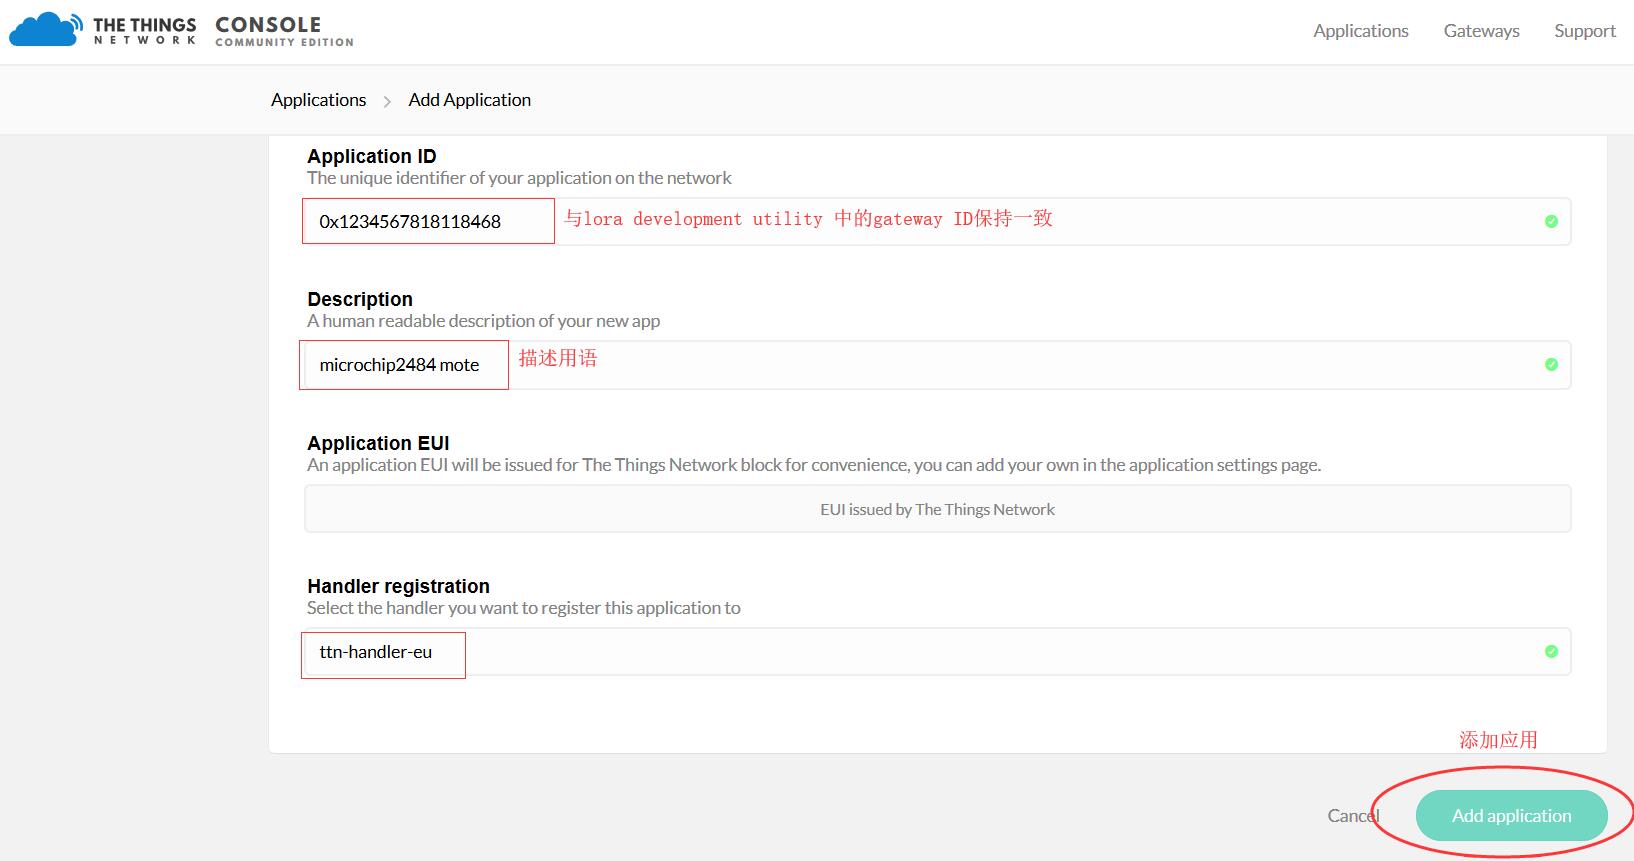 THE THINGS
NETWORK
CONSOLE
COMMUNITY EDITION
Applications
Gateways
Support
Applications
Add Application
Application ID
The unique identifier of your application on the network
0x1234567818118468
与lora development utility 中的gateway ID保持一致
Description
A human readable description of your new app
microchip2484 mote
描述用语
Application EUI
An application EUI will be issued for The Things Network block for convenience, you can add your own in the application settings page.
EUI issued by The Things Network
Handler registration
Select the handler you want to register this application to
ttn-handler-eu
添加应用
Cancel
Add application